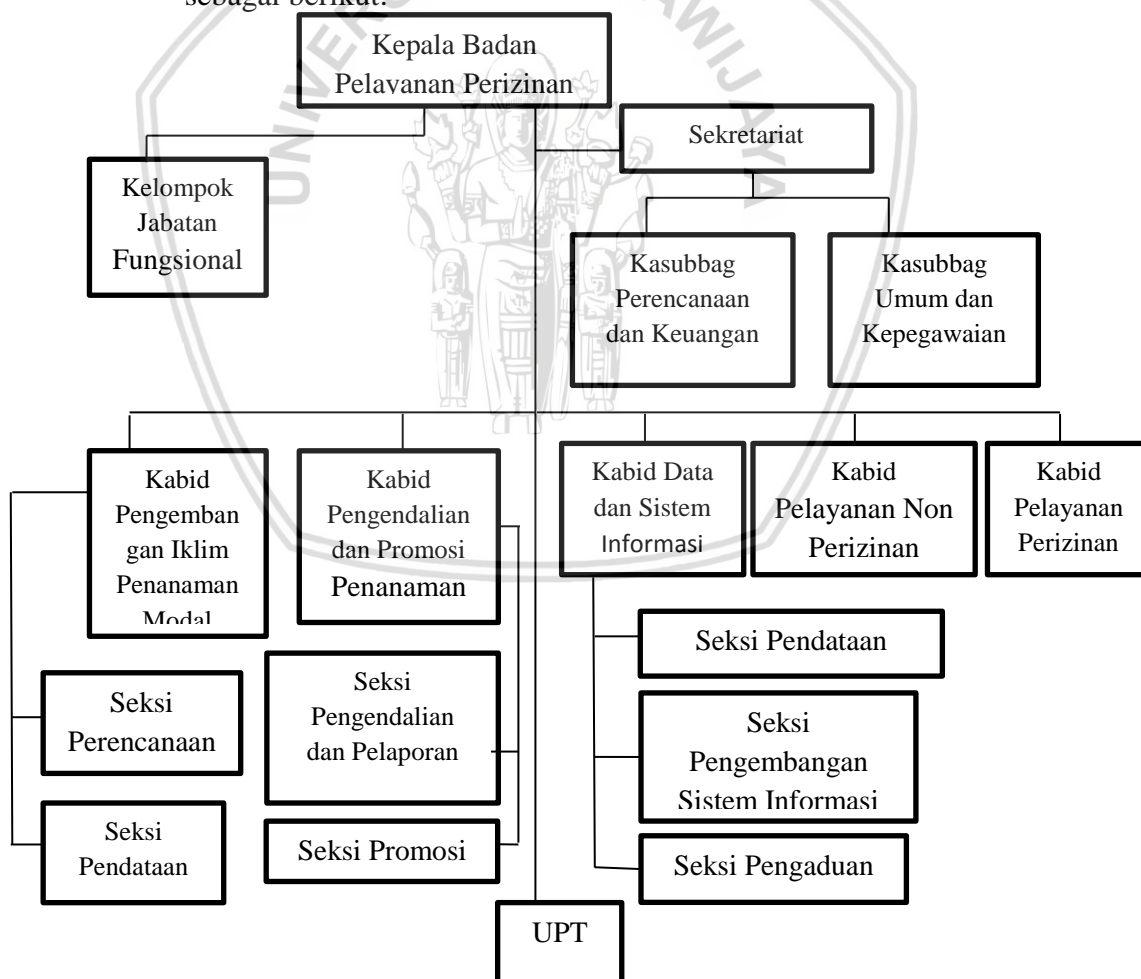 sebagai berikut:
UNIVERS
AWIJAYA
Kepala Badan
Pelayanan Perizinan
Sekretariat
Kelompok
Jabatan
Fungsional
Kasubbag
Perencanaan
dan Keuangan
Kasubbag
Umum dan
Kepegawaian
Kabid
Pengemban
gan Iklim
Penanaman
Modal
Kabid
Pengendalian
dan Promosi
Penanaman
Kabid Data
dan Sistem
Informasi
Kabid
Pelayanan Non
Perizinan
Kabid
Pelayanan
Perizinan
Seksi
Perencanaan
Seksi
Pendataan
Seksi
Pengendalian
dan Pelaporan
Seksi Promosi
Seksi Pendataan
Seksi
Pengembangan
Sistem Informasi
Seksi Pengaduan
UPT